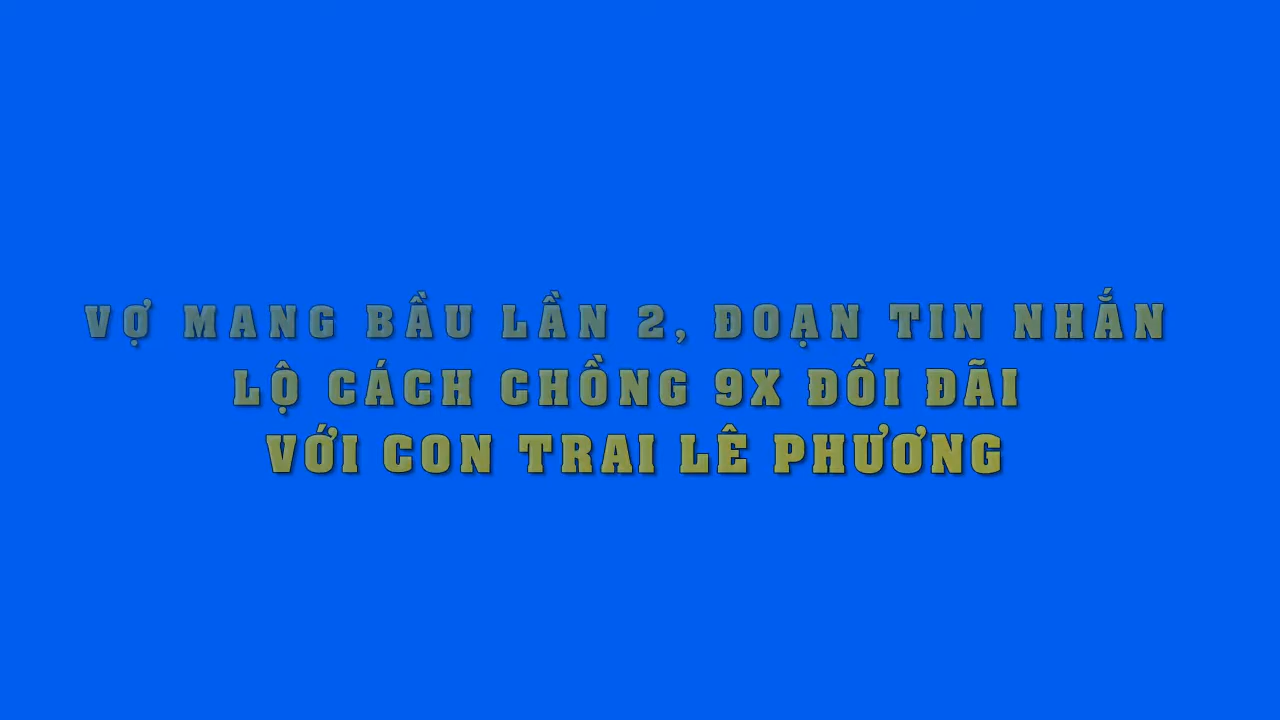 VỢ MANG BẦU LẦN 2, ĐOẠN TIN NHẮN
LỘ CÁCH CHỒNG 9X ĐỐI ĐÃI
VỚI CON TRAI LÊ PHƯƠNG